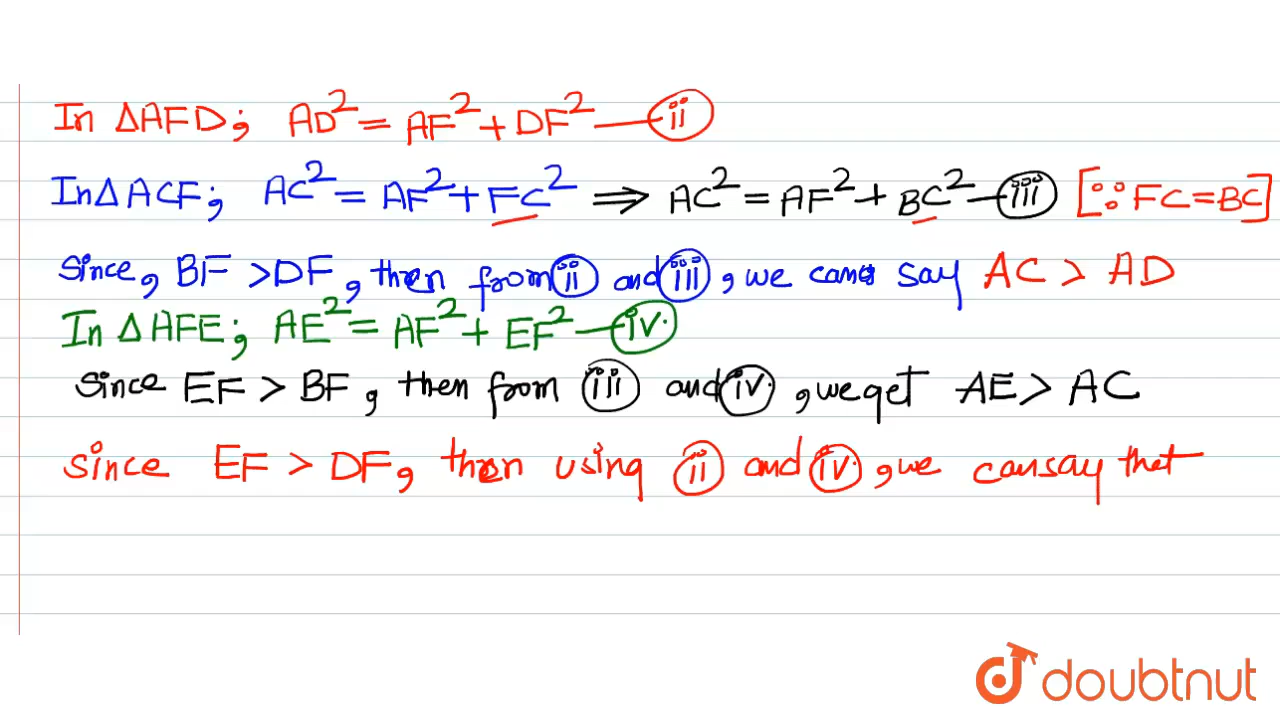 In ΔAFD; AD² = AF² + DF² — ii
In ΔACF; AC² = AF² + FC² ⇒ AC² = AF² + BC² — iii [∵ FC = BC]
Since, BF > DF, then from ii and iii, we can say AC > AD
In ΔAFE; AE² = AF² + EF² — iv.
Since EF > BF, then from iii and iv., we get AE > AC
Since EF > DF, then using ii and iv., we can say that
doubtnut